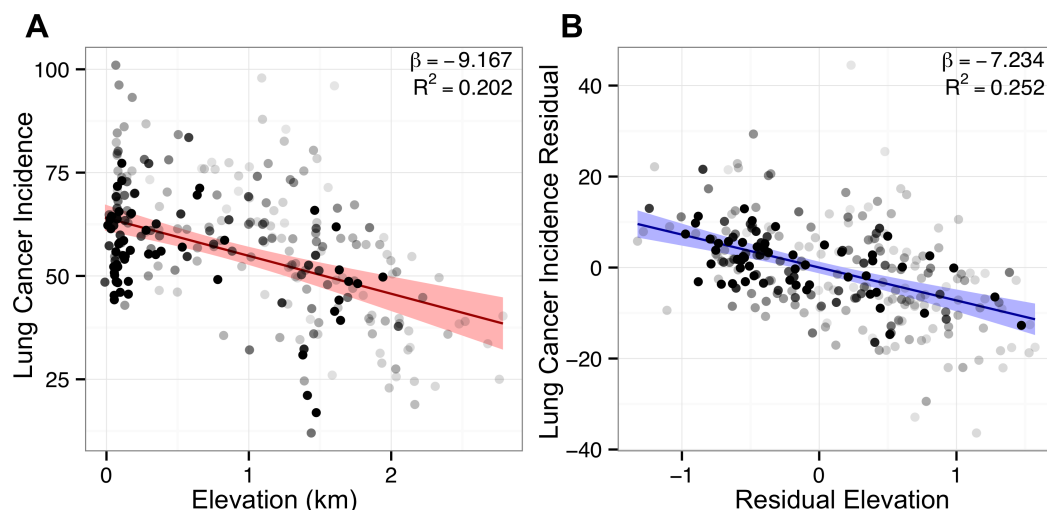 A
β = −9.167
R2 = 0.202
100
75
50
25
0
1
2
Lung Cancer Incidence
Elevation (km)
B
β = −7.234
R2 = 0.252
40
20
0
−20
−40
−1
0
1
Lung Cancer Incidence Residual
Residual Elevation